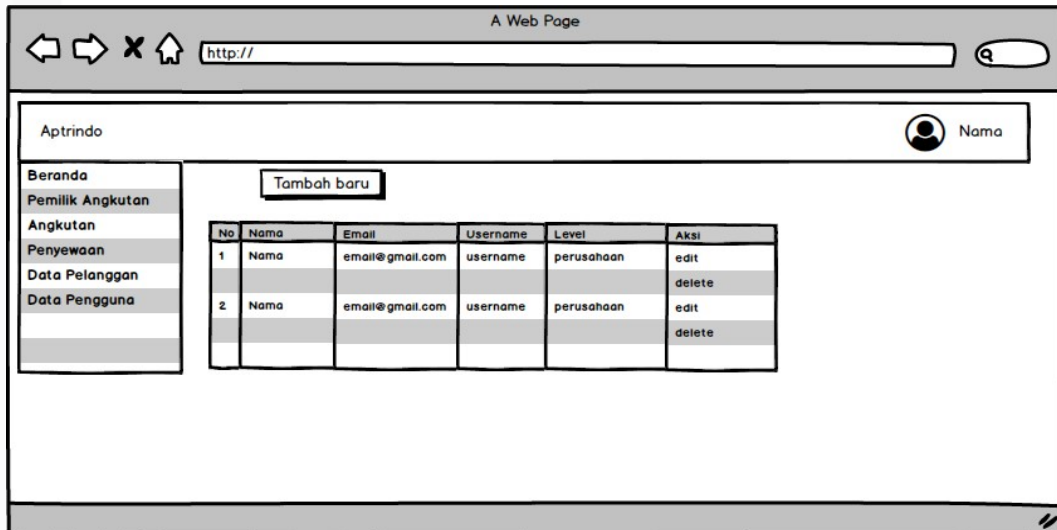 A Web Page
http://
Aptrindo
Nama
Beranda
Pemilik Angkutan
Angkutan
Penyewaan
Data Pelanggan
Data Pengguna
Tambah baru
No Nama Email Username Level Aksi
1 Nama email@gmail.com username perusahaan edit
delete
2 Nama email@gmail.com username perusahaan edit
delete